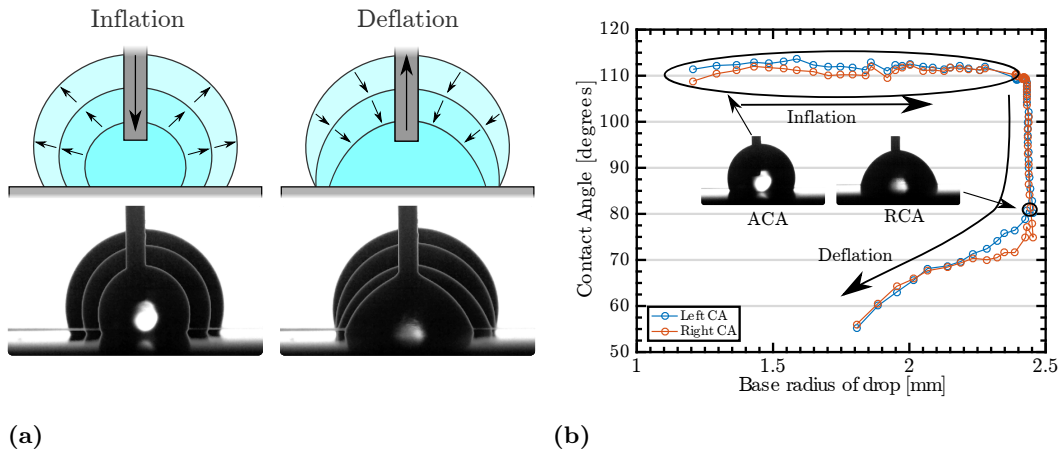 Inflation
Deflation
(a)
Contact Angle [degrees]
120
110
100
90
80
70
60
50
Inflation
ACA
RCA
Deflation
Left CA
Right CA
1
1.5
2
2.5
Base radius of drop [mm]
(b)